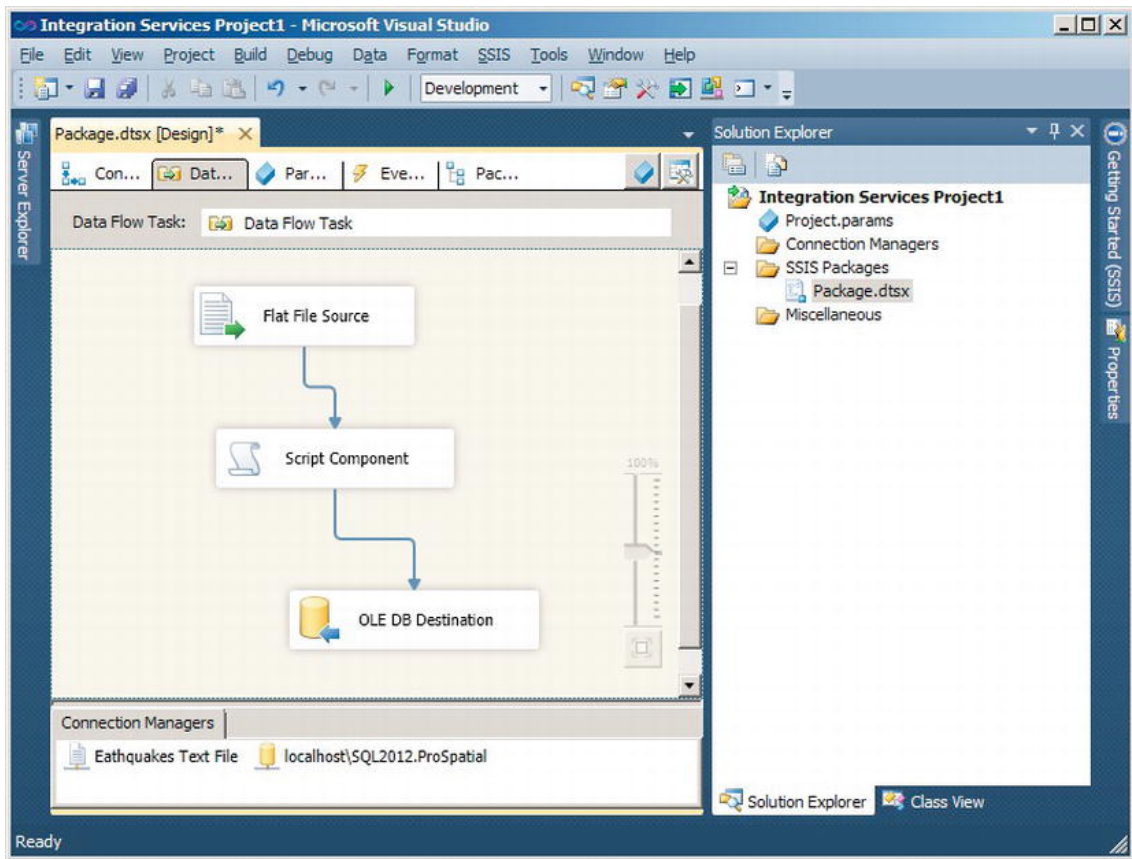 Integration Services Project1 - Microsoft Visual Studio
File Edit View Project Build Debug Data Format SSIS Tools Window Help
Development
Server Explorer
Package.dtsx [Design]*
Con... Dat... Par... Eve... Pac...
Data Flow Task: Data Flow Task
Flat File Source
Script Component
OLE DB Destination
100%
Connection Managers
Eathquakes Text File localhost\SQL2012.ProSpatial
Solution Explorer
Integration Services Project1
Project.params
Connection Managers
SSIS Packages
Package.dtsx
Miscellaneous
Solution Explorer Class View
Getting Started (SSIS)
Properties
Ready